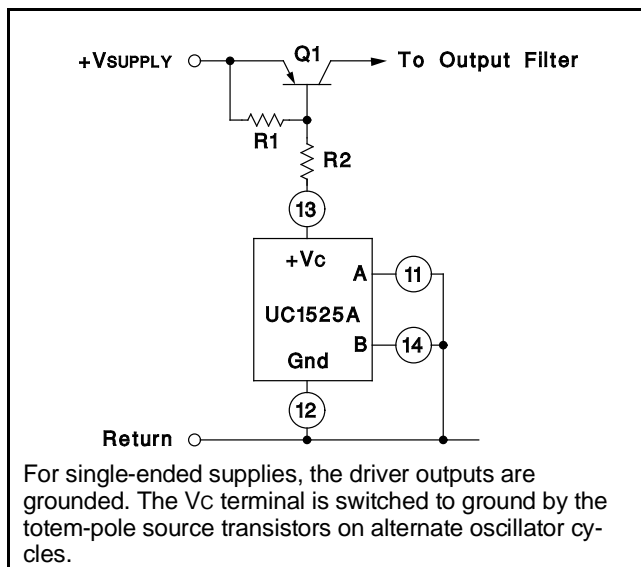 Q1
+VSUPPLY
To Output Filter
R1
R2
13
+VC
A
11
UC1525A
B
14
Gnd
12
Return
For single-ended supplies, the driver outputs are
grounded. The VC terminal is switched to ground by the
totem-pole source transistors on alternate oscillator cy-
cles.